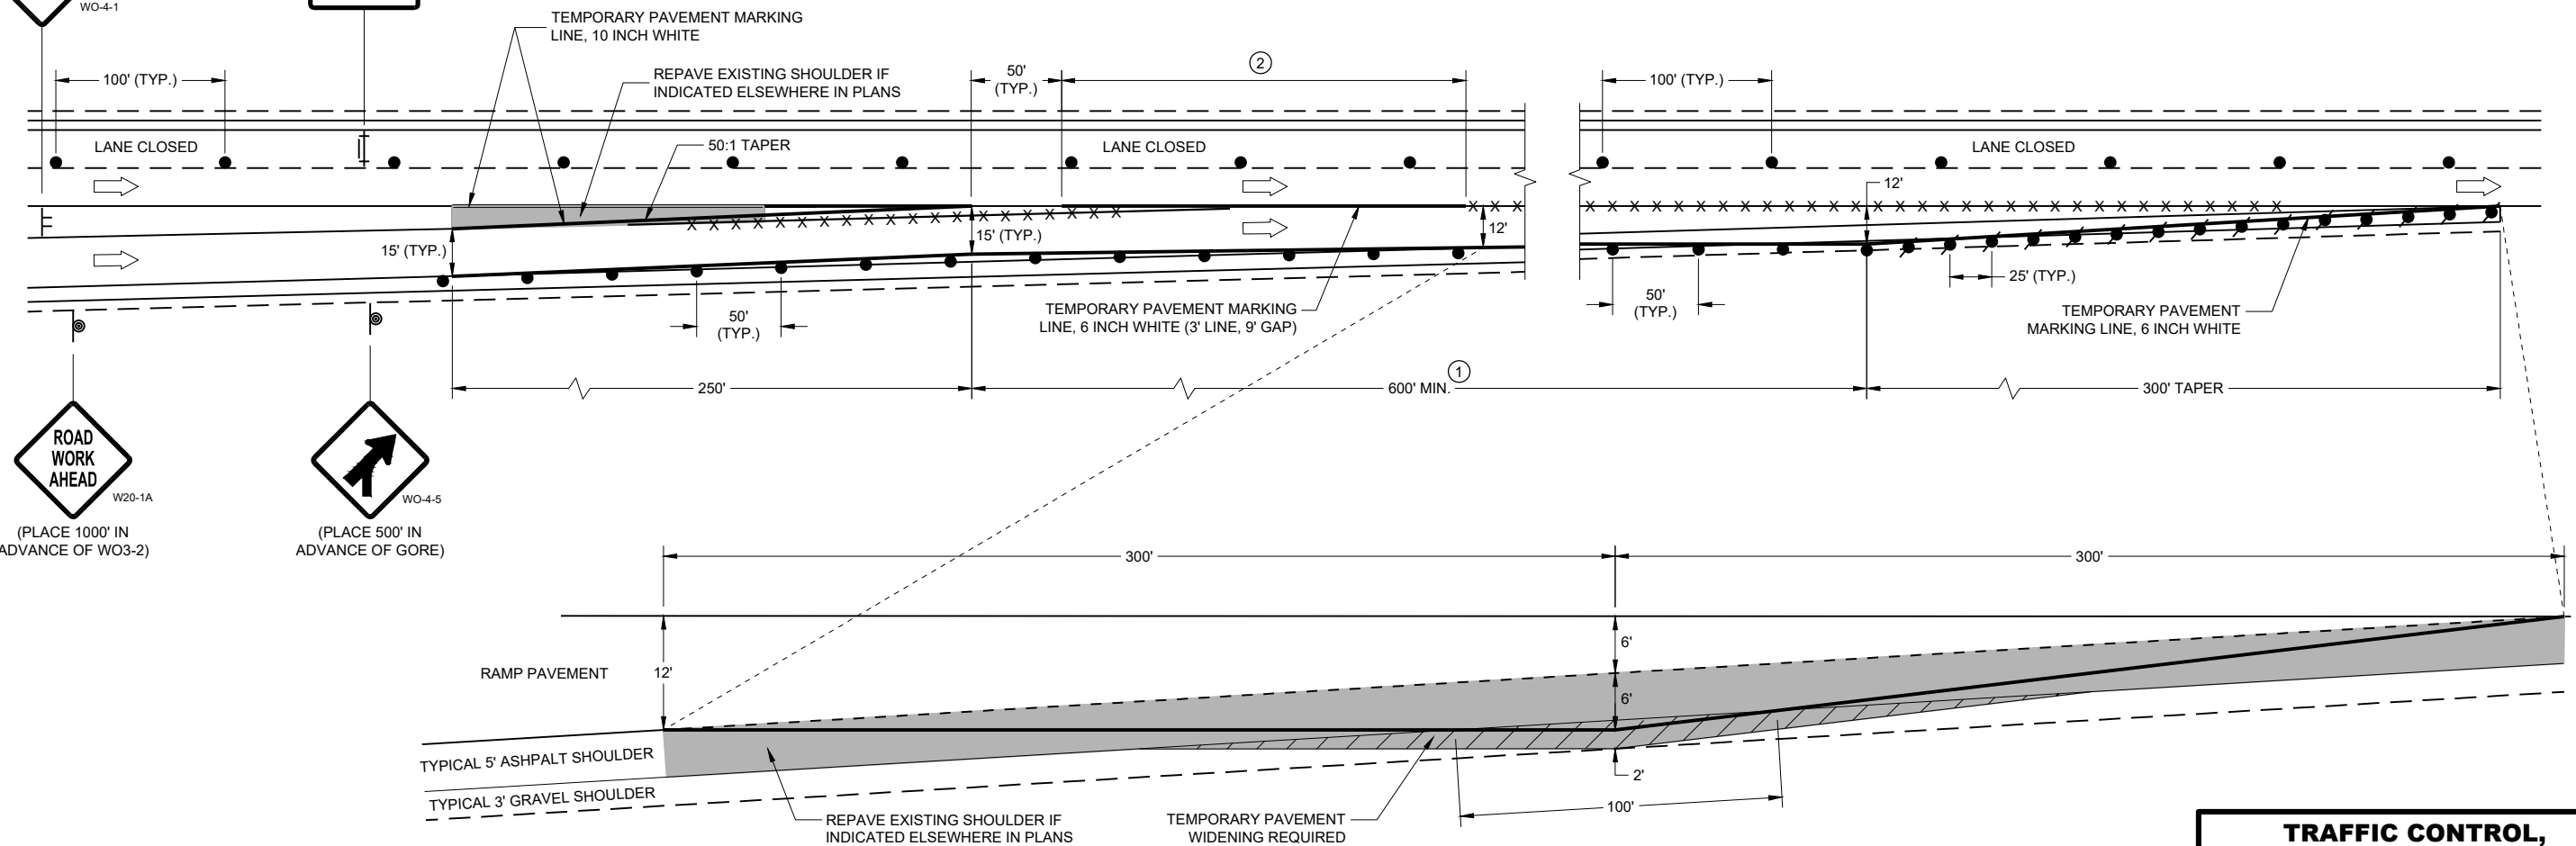 WO-4-1
TEMPORARY PAVEMENT MARKING
LINE, 10 INCH WHITE
100' (TYP.)
REPAVE EXISTING SHOULDER IF
INDICATED ELSEWHERE IN PLANS
50'
(TYP.)
2
100' (TYP.)
LANE CLOSED
50:1 TAPER
LANE CLOSED
LANE CLOSED
12'
15' (TYP.)
15' (TYP.)
12'
50'
(TYP.)
TEMPORARY PAVEMENT MARKING
LINE, 6 INCH WHITE (3' LINE, 9' GAP)
50'
(TYP.)
25' (TYP.)
TEMPORARY PAVEMENT
MARKING LINE, 6 INCH WHITE
250'
1
600' MIN.
300' TAPER
ROAD
WORK
AHEAD
W20-1A
WO-4-5
(PLACE 1000' IN
ADVANCE OF WO3-2)
(PLACE 500' IN
ADVANCE OF GORE)
300'
300'
RAMP PAVEMENT
12'
6'
6'
TYPICAL 5' ASHPALT SHOULDER
TYPICAL 3' GRAVEL SHOULDER
2'
100'
REPAVE EXISTING SHOULDER IF
INDICATED ELSEWHERE IN PLANS
TEMPORARY PAVEMENT
WIDENING REQUIRED
TRAFFIC CONTROL,